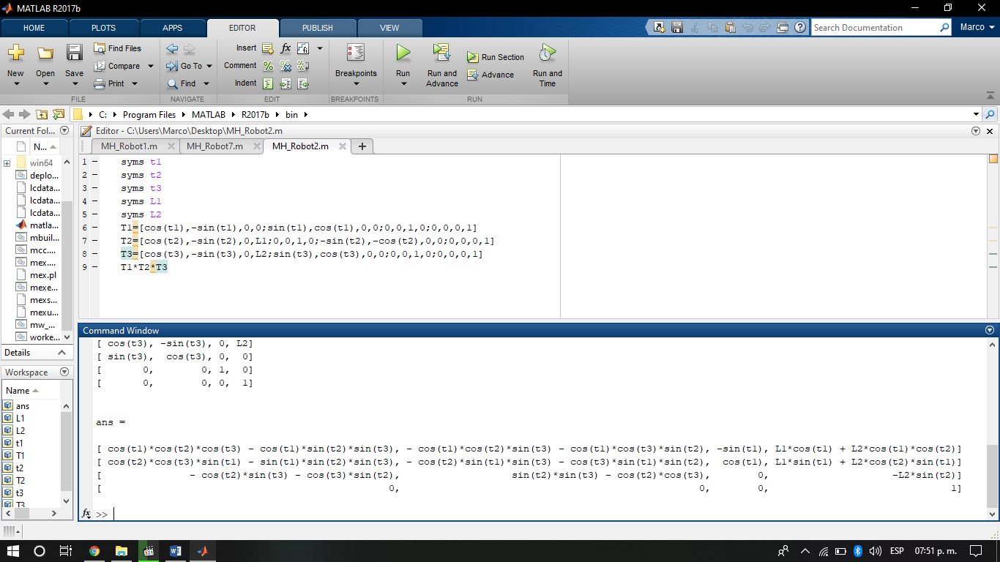 MATLAB R2017b
HOME PLOTS APPS EDITOR PUBLISH VIEW Search Documentation Marco
New Open Save Find Files Compare Print
Go To Find
Insert fx Comment Indent
Breakpoints
Run Run and Advance Run Section Advance Run and Time
FILE NAVIGATE EDIT BREAKPOINTS RUN
C: Program Files MATLAB R2017b bin
Current Fol...
N...
win64
deplo...
lcdata...
lcdata...
lcdata...
matla...
mbuil...
mcc....
mex....
mex.pl
mexe...
mexs...
mexu...
mw_...
worke...
Details
Workspace
Name
ans
L1
L2
t1
T1
t2
T2
t3
T3
Editor - C:\Users\Marco\Desktop\MH_Robot2.m
MH_Robot1.m MH_Robot7.m MH_Robot2.m
1 syms t1
2 syms t2
3 syms t3
4 syms L1
5 syms L2
6 T1=[cos(t1),-sin(t1),0,0;sin(t1),cos(t1),0,0;0,0,1,0;0,0,0,1]
7 T2=[cos(t2),-sin(t2),0,L1;0,0,1,0;-sin(t2),-cos(t2),0,0;0,0,0,1]
8 T3=[cos(t3),-sin(t3),0,L2;sin(t3),cos(t3),0,0;0,0,1,0;0,0,0,1]
9 T1*T2*T3
Command Window
[ cos(t3), -sin(t3), 0, L2]
[ sin(t3), cos(t3), 0, 0]
[ 0, 0, 1, 0]
[ 0, 0, 0, 1]
ans =
[ cos(t1)*cos(t2)*cos(t3) - cos(t1)*sin(t2)*sin(t3), - cos(t1)*cos(t2)*sin(t3) - cos(t1)*cos(t3)*sin(t2), -sin(t1), L1*cos(t1) + L2*cos(t1)*cos(t2)]
[ cos(t2)*cos(t3)*sin(t1) - sin(t1)*sin(t2)*sin(t3), - cos(t2)*sin(t1)*sin(t3) - cos(t3)*sin(t1)*sin(t2), cos(t1), L1*sin(t1) + L2*cos(t2)*sin(t1)]
[ - cos(t2)*sin(t3) - cos(t3)*sin(t2), sin(t2)*sin(t3) - cos(t2)*cos(t3), 0, -L2*sin(t2)]
[ 0, 0, 0, 1]
fx >>
ESP 07:51 p. m.